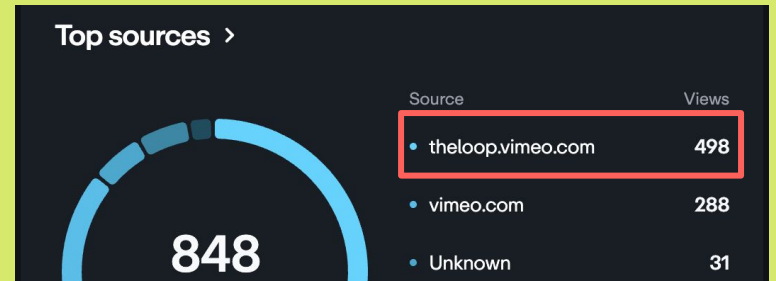 Top sources >
Source Views
theloop.vimeo.com 498
vimeo.com 288
848
Unknown 31